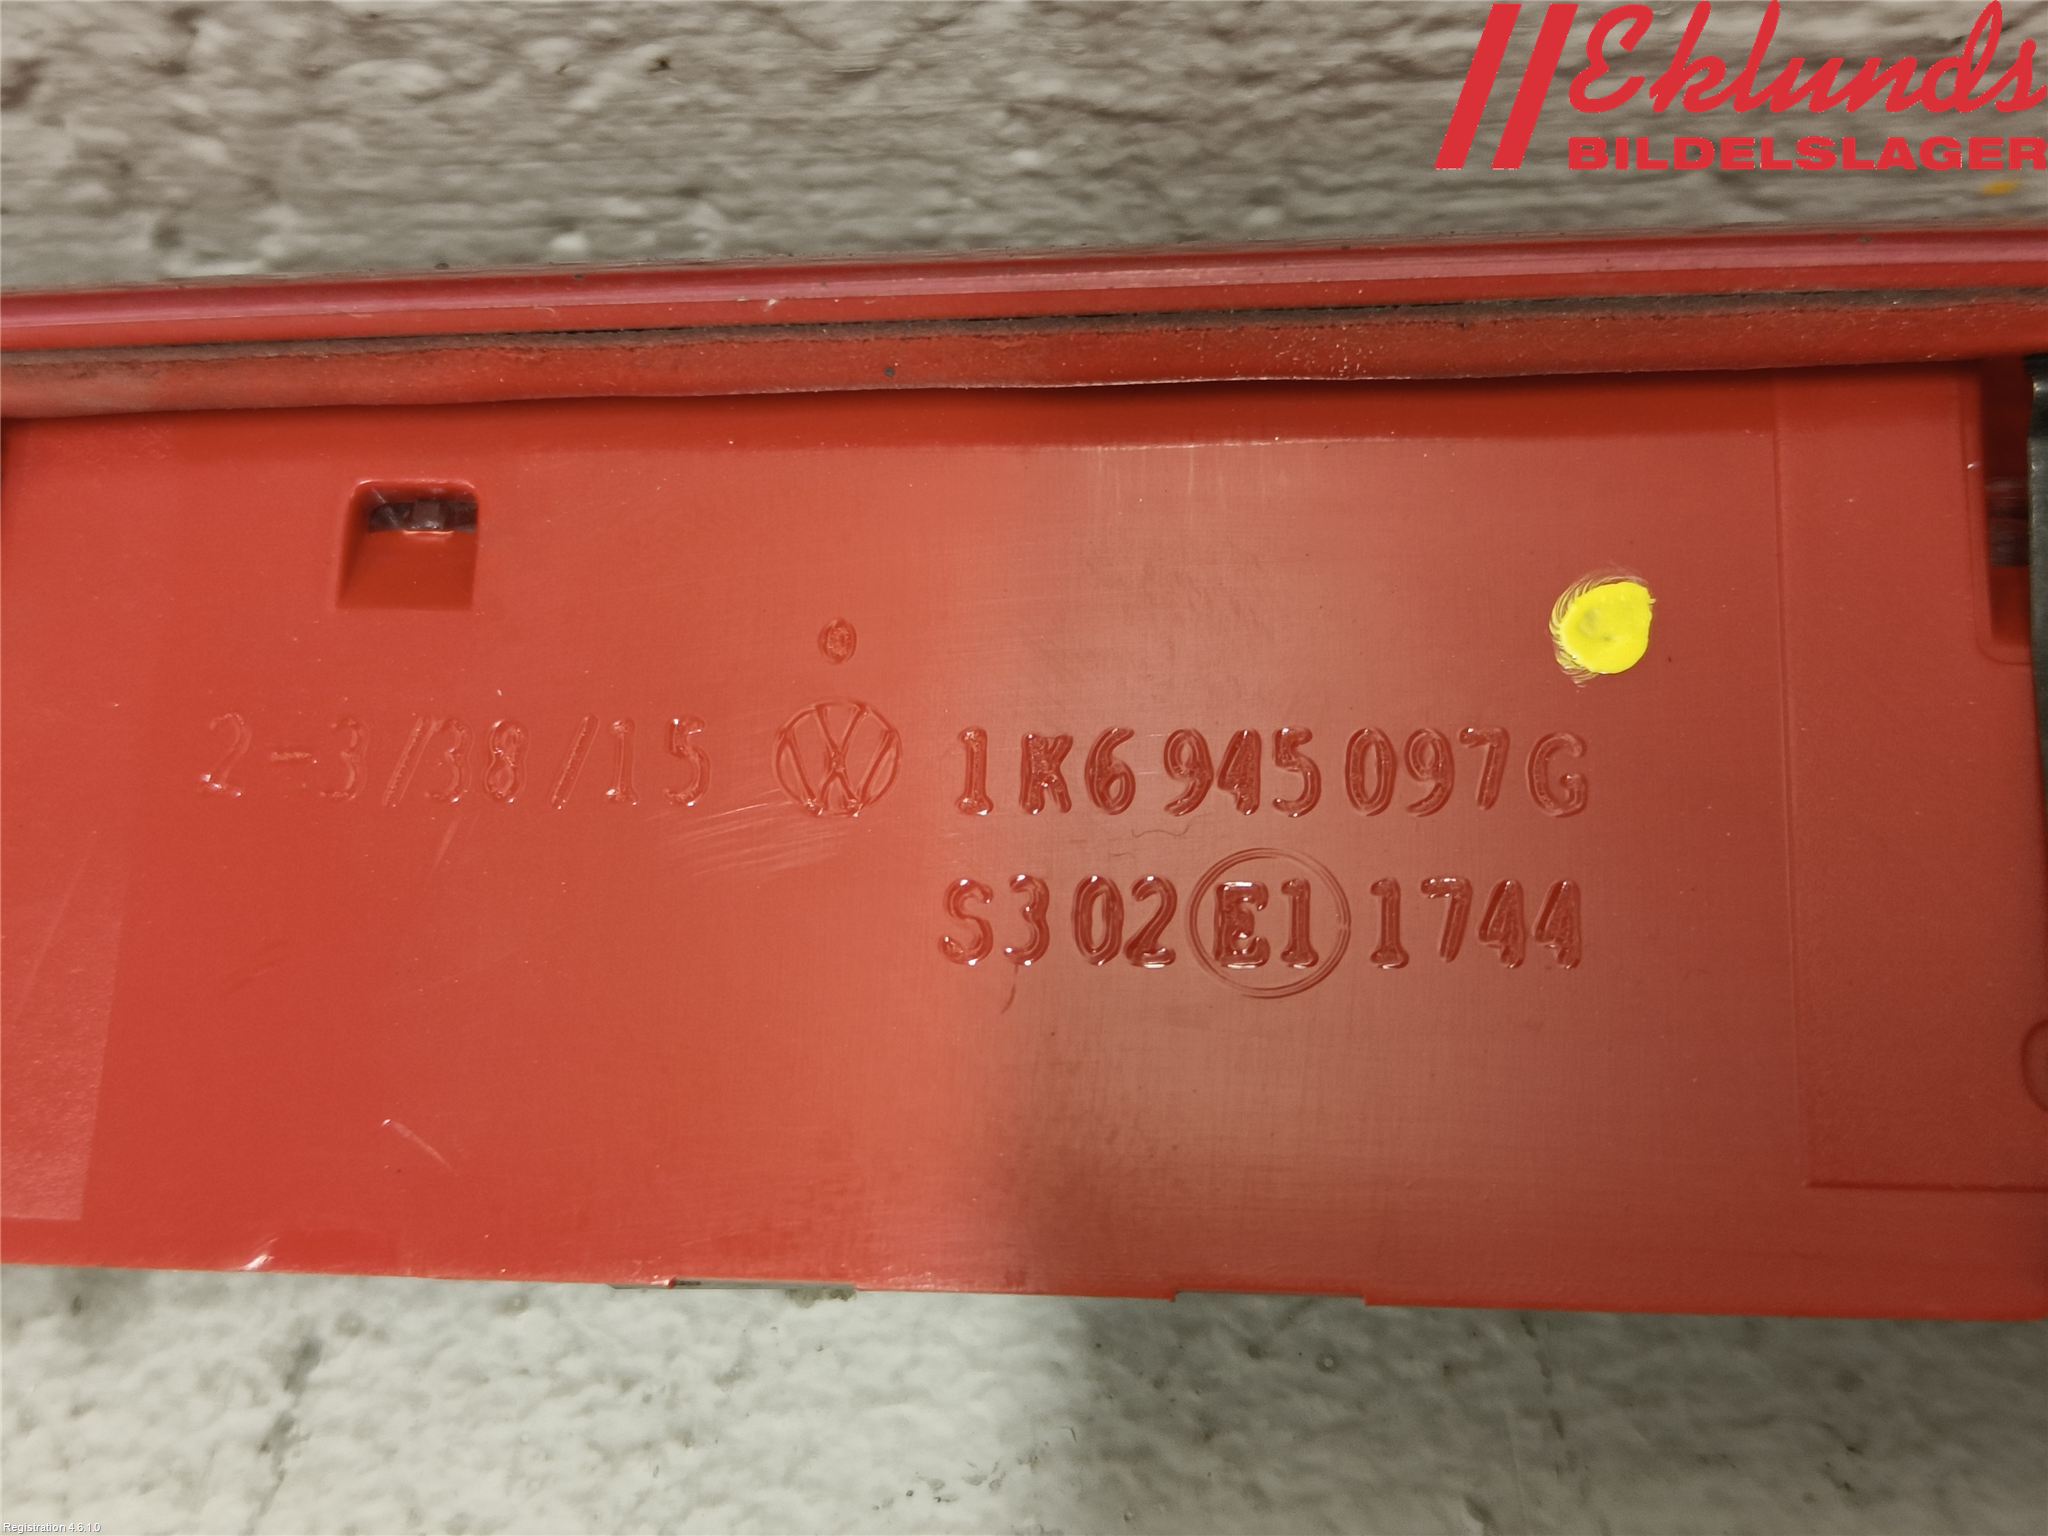 Eklunds
BILDELSLAGER
2-3/38/15 1K6 945 097 G
S3 02 E1 1744
Registration 4.6.1.0